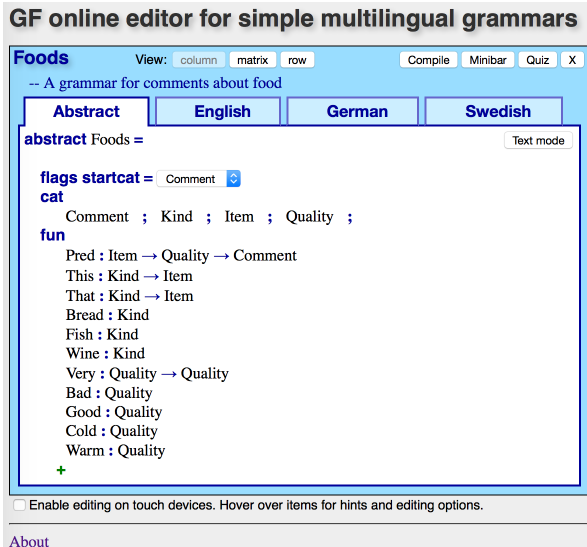 GF online editor for simple multilingual grammars
Foods View: column matrix row Compile Minibar Quiz X
-- A grammar for comments about food
Abstract English German Swedish
abstract Foods = Text mode
flags startcat = Comment
cat
Comment ; Kind ; Item ; Quality ;
fun
Pred : Item → Quality → Comment
This : Kind → Item
That : Kind → Item
Bread : Kind
Fish : Kind
Wine : Kind
Very : Quality → Quality
Bad : Quality
Good : Quality
Cold : Quality
Warm : Quality
+
Enable editing on touch devices. Hover over items for hints and editing options.
About